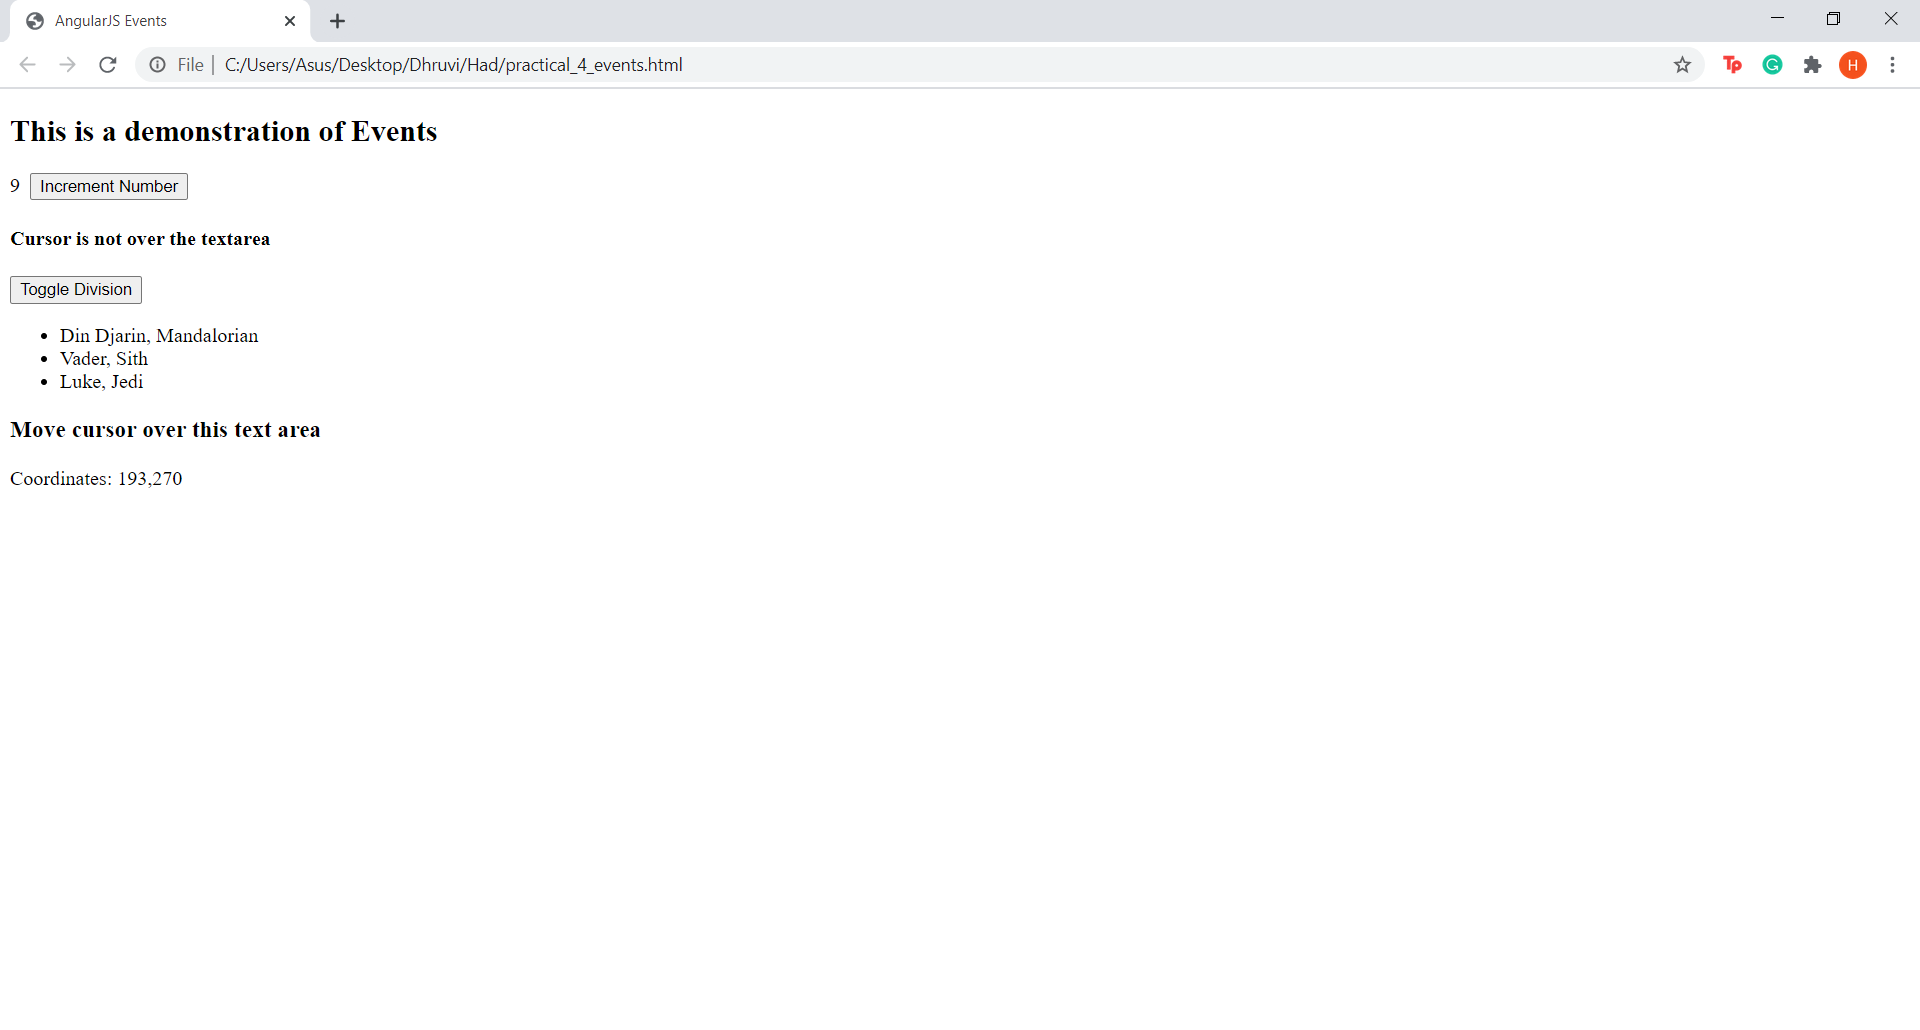 AngularJS Events
File | C:/Users/Asus/Desktop/Dhruvi/Had/practical_4_events.html
Tp G H
This is a demonstration of Events
9 Increment Number
Cursor is not over the textarea
Toggle Division
• Din Djarin, Mandalorian
• Vader, Sith
• Luke, Jedi
Move cursor over this text area
Coordinates: 193,270